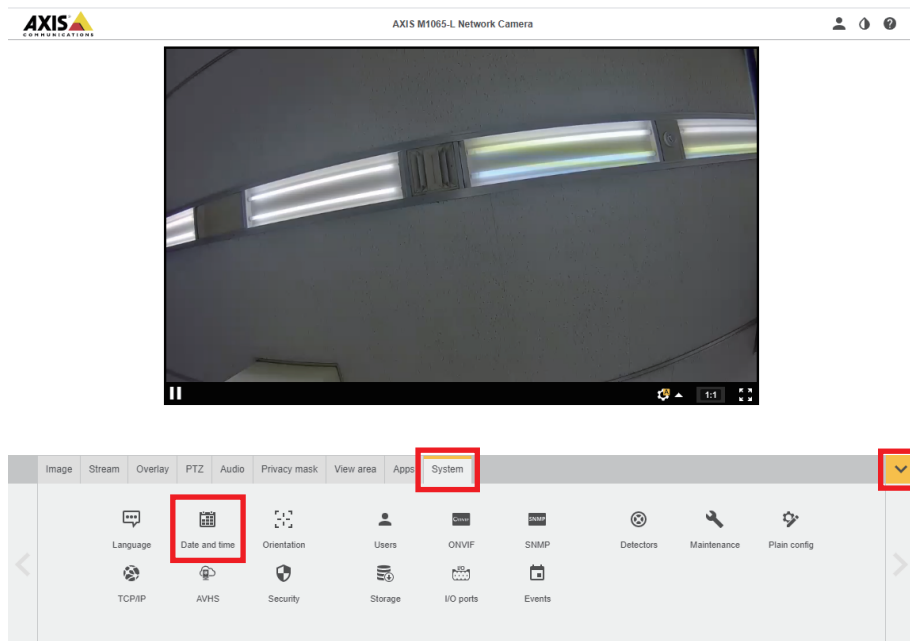 AXIS
COMMUNICATIONS
AXIS M1065-L Network Camera
1:1
Image Stream Overlay PTZ Audio Privacy mask View area Apps System
Language Date and time Orientation Users ONVIF SNMP Detectors Maintenance Plain config
TCP/IP AVHS Security Storage I/O ports Events